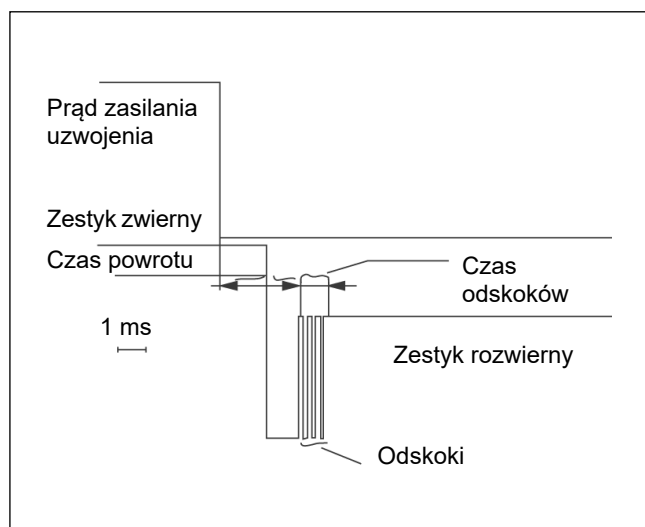 Prąd zasilania
uzwojenia
Zestyk zwierny
Czas powrotu
Czas
odskoków
1 ms
Zestyk rozwierny
Odskoki